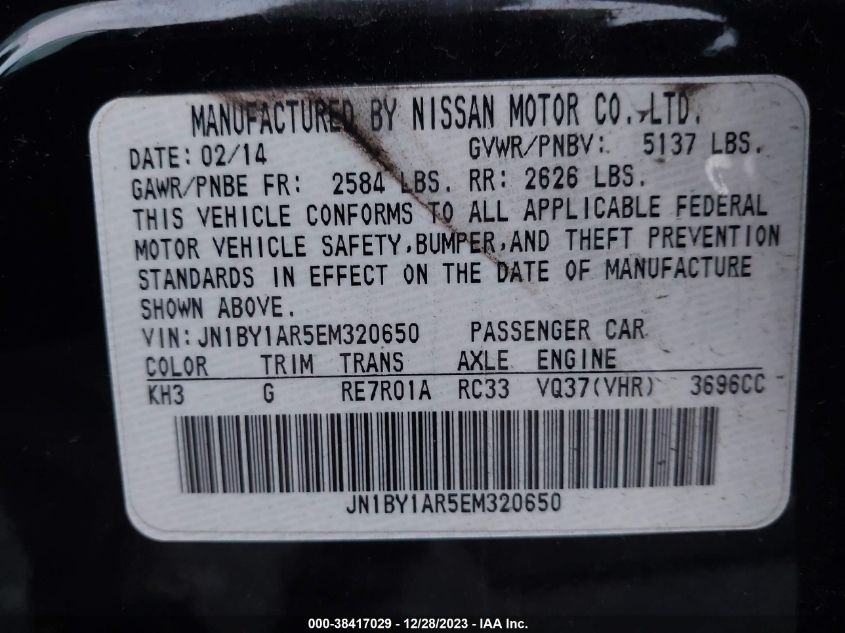 MANUFACTURED BY NISSAN MOTOR CO.,LTD.
DATE: 02/14 GVWR/PNBV: 5137 LBS.
GAWR/PNBE FR: 2584 LBS. RR: 2626 LBS.
THIS VEHICLE CONFORMS TO ALL APPLICABLE FEDERAL
MOTOR VEHICLE SAFETY,BUMPER,AND THEFT PREVENTION
STANDARDS IN EFFECT ON THE DATE OF MANUFACTURE
SHOWN ABOVE.
VIN: JN1BY1AR5EM320650 PASSENGER CAR
COLOR TRIM TRANS AXLE ENGINE
KH3 G RE7R01A RC33 VQ37(VHR) 3696CC
JN1BY1AR5EM320650
000-38417029 - 12/28/2023 - IAA Inc.